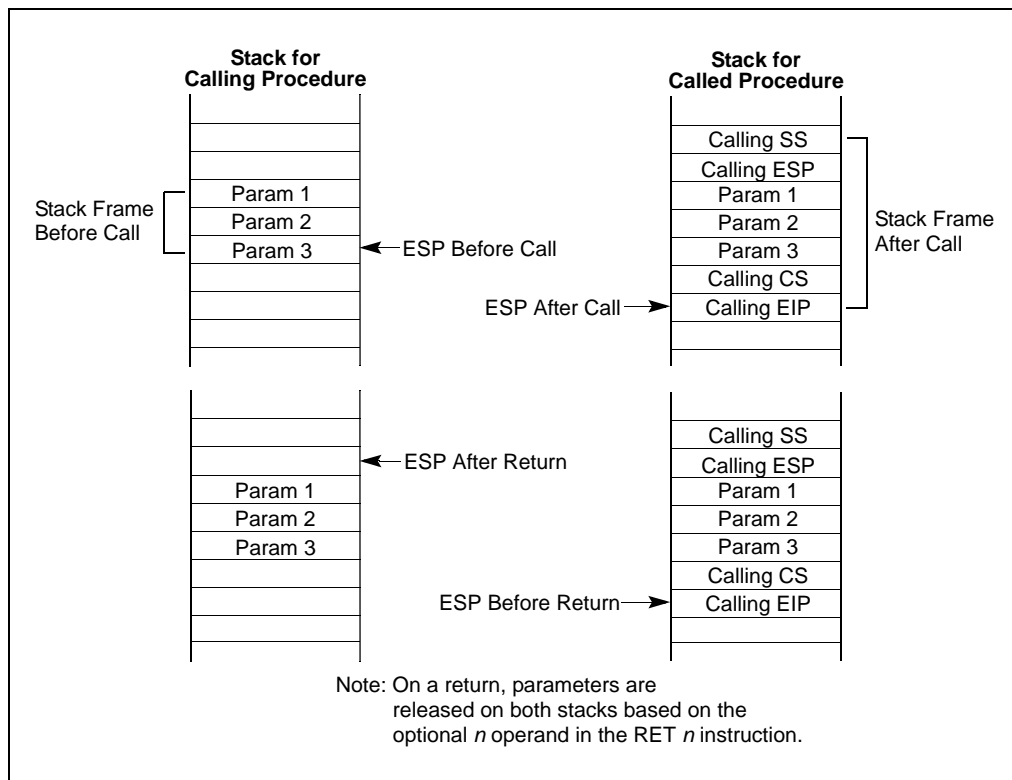 Stack for
Calling Procedure
Stack for
Called Procedure
Calling SS
Calling ESP
Param 1
Param 1
Stack Frame
Before Call
Param 2
Param 2
Stack Frame
After Call
Param 3
ESP Before Call
Param 3
Calling CS
ESP After Call
Calling EIP
Calling SS
ESP After Return
Calling ESP
Param 1
Param 1
Param 2
Param 2
Param 3
Param 3
Calling CS
ESP Before Return
Calling EIP
Note: On a return, parameters are
released on both stacks based on the
optional n operand in the RET n instruction.